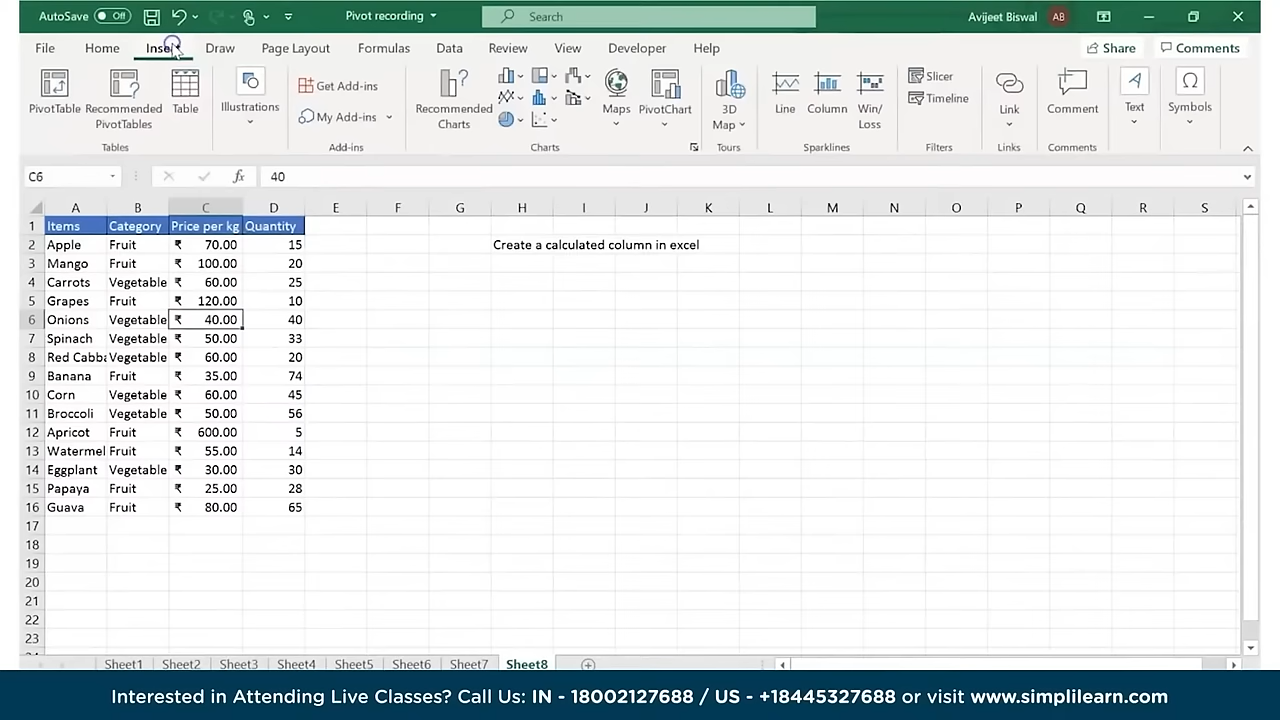 AutoSave Off Pivot recording Search Avijeet Biswal AB
File Home Insert Draw Page Layout Formulas Data Review View Developer Help Share Comments
PivotTable Recommended PivotTables Table Illustrations Get Add-ins My Add-ins Recommended Charts Maps PivotChart 3D Map Line Column Win/Loss Slicer Timeline Link Comment Text Symbols
Tables Add-ins Charts Tours Sparklines Filters Links Comments
C6 fx 40
A B C D E F G H I J K L M N O P Q R S
1 Items Category Price per kg Quantity
2 Apple Fruit ₹ 70.00 15 Create a calculated column in excel
3 Mango Fruit ₹ 100.00 20
4 Carrots Vegetable ₹ 60.00 25
5 Grapes Fruit ₹ 120.00 10
6 Onions Vegetable ₹ 40.00 40
7 Spinach Vegetable ₹ 50.00 33
8 Red Cabba Vegetable ₹ 60.00 20
9 Banana Fruit ₹ 35.00 74
10 Corn Vegetable ₹ 60.00 45
11 Broccoli Vegetable ₹ 50.00 56
12 Apricot Fruit ₹ 600.00 5
13 Watermel Fruit ₹ 55.00 14
14 Eggplant Vegetable ₹ 30.00 30
15 Papaya Fruit ₹ 25.00 28
16 Guava Fruit ₹ 80.00 65
17
18
19
20
21
22
23
Sheet1 Sheet2 Sheet3 Sheet4 Sheet5 Sheet6 Sheet7 Sheet8
Interested in Attending Live Classes? Call Us: IN - 18002127688 / US - +18445327688 or visit www.simplilearn.com